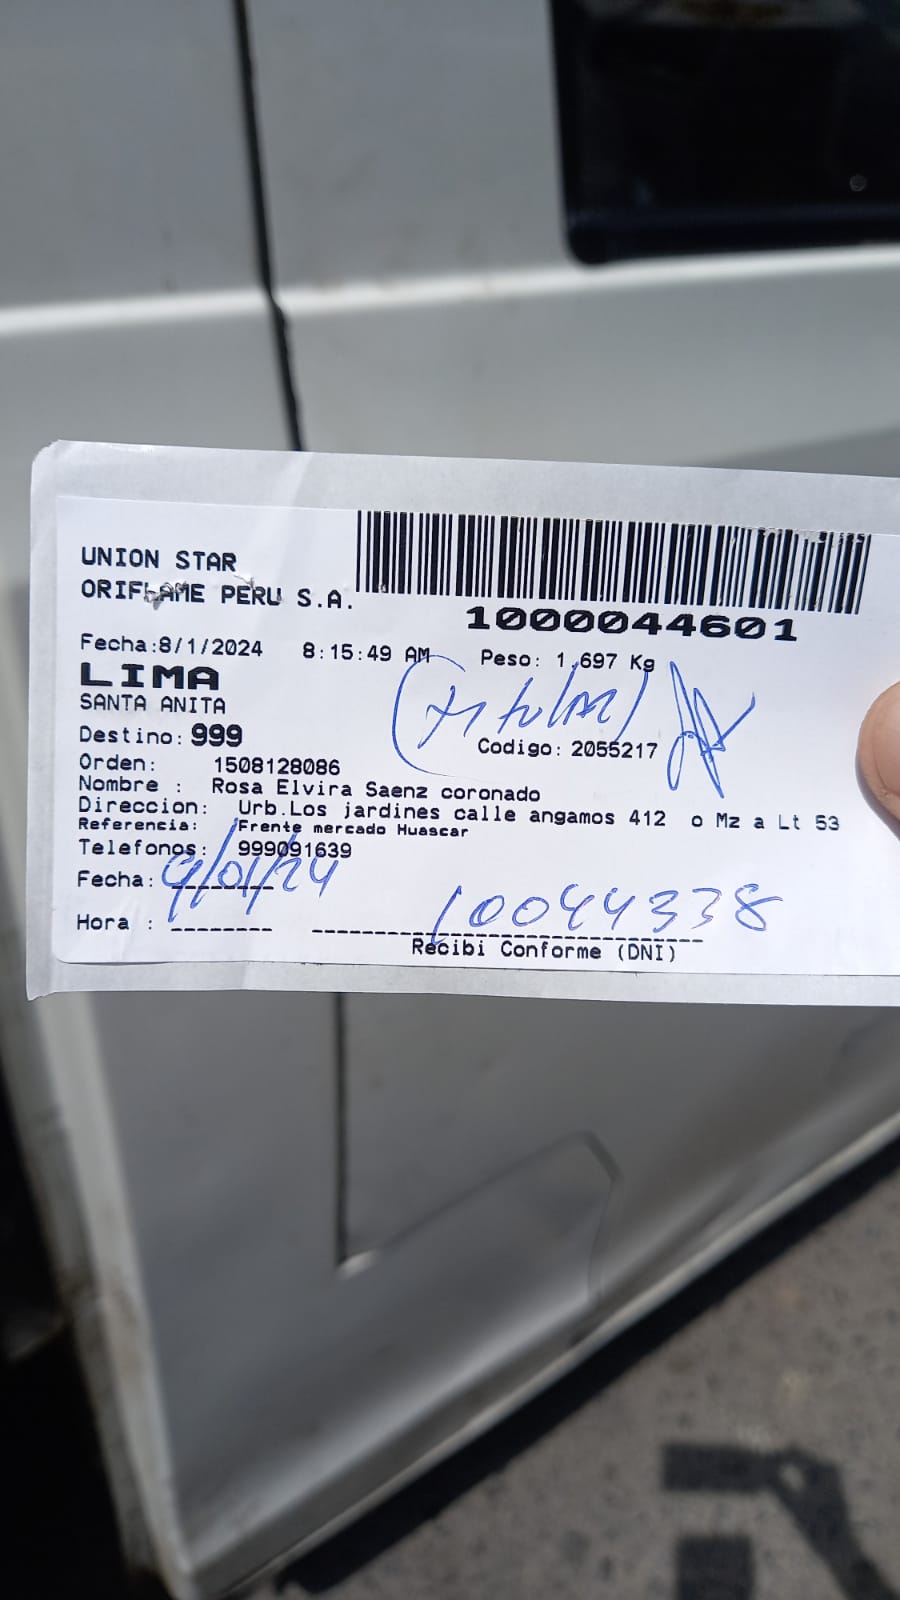 UNION STAR
ORIFLAME PERU S.A.
1000044601
Fecha:8/1/2024 8:15:49 AM Peso: 1,697 Kg
LIMA
SANTA ANITA
(Titular)
Destino: 999
Codigo: 2055217
Orden: 1508128086
Nombre : Rosa Elvira Saenz coronado
Direccion: Urb.Los jardines calle angamos 412 o Mz a Lt 53
Referencia: Frente mercado Huascar
Telefonos: 999091639
Fecha: 9/01/24
10044338
Hora : --------
Recibi Conforme (DNI)